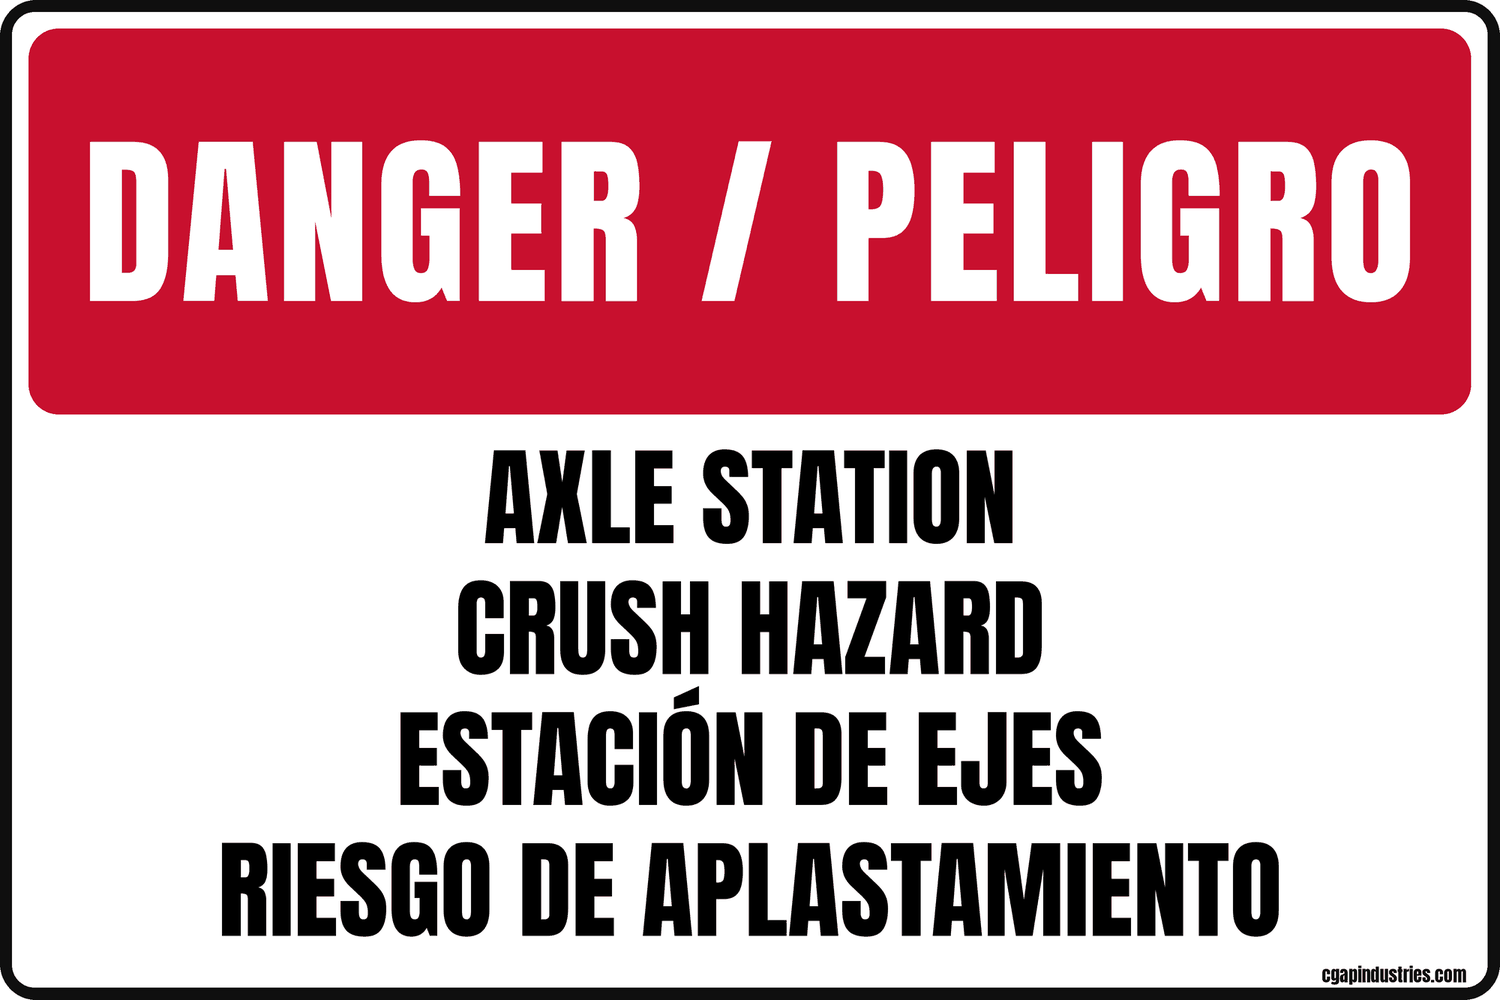 DANGER / PELIGRO
AXLE STATION
CRUSH HAZARD
ESTACIÓN DE EJES
RIESGO DE APLASTAMIENTO
cgapindustries.com